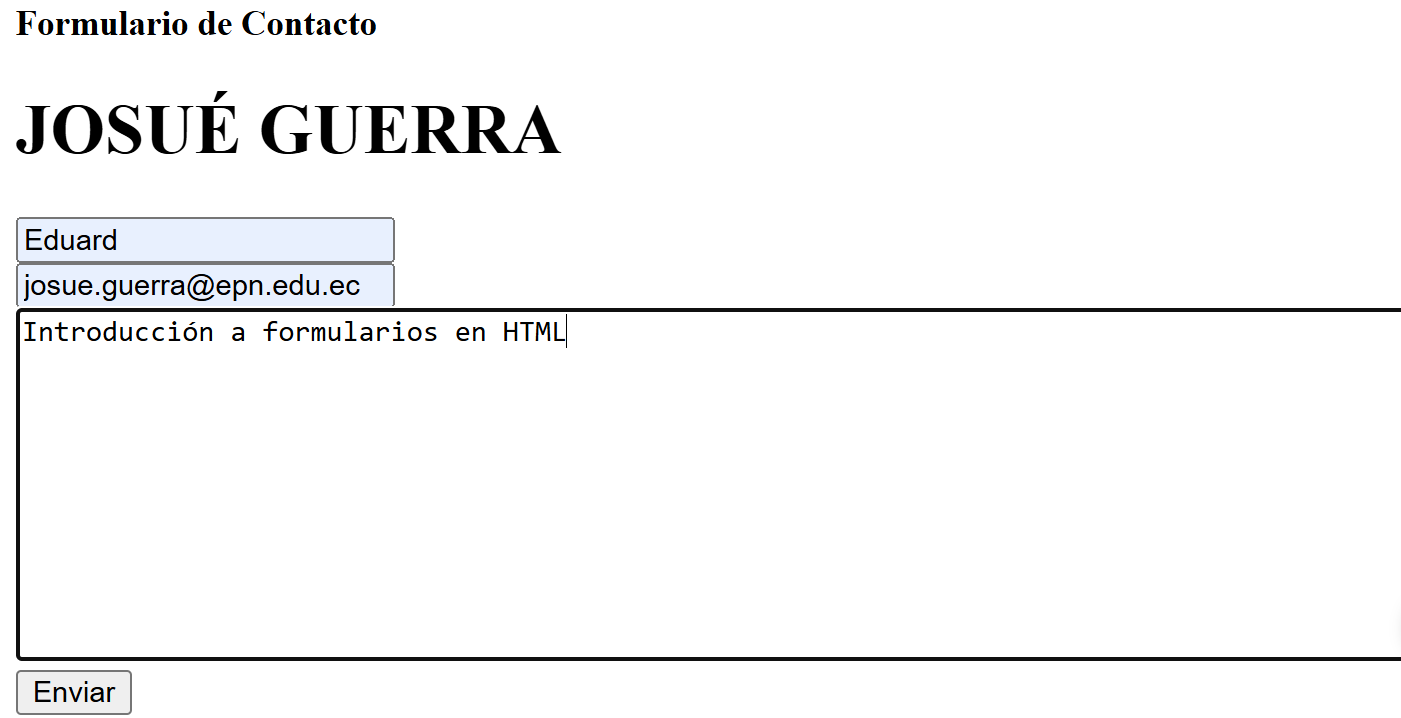 Formulario de Contacto
JOSUÉ GUERRA
Eduard
josue.guerra@epn.edu.ec
Introducción a formularios en HTML
Enviar